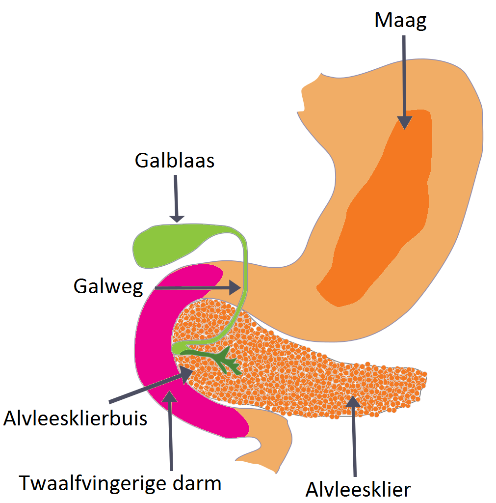 Maag
Galblaas
Galweg
Alvleesklierbuis
Twaalfvingerige darm
Alvleesklier